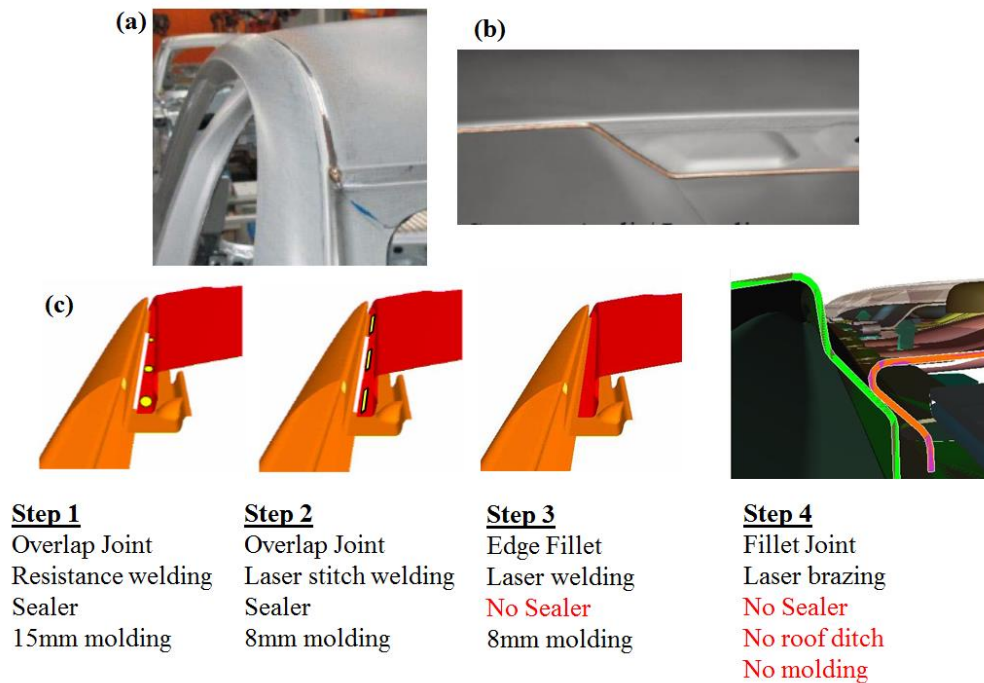 (a)
(b)
(c)
Step 1
Overlap Joint
Resistance welding
Sealer
15mm molding
Step 2
Overlap Joint
Laser stitch welding
Sealer
8mm molding
Step 3
Edge Fillet
Laser welding
No Sealer
8mm molding
Step 4
Fillet Joint
Laser brazing
No Sealer
No roof ditch
No molding